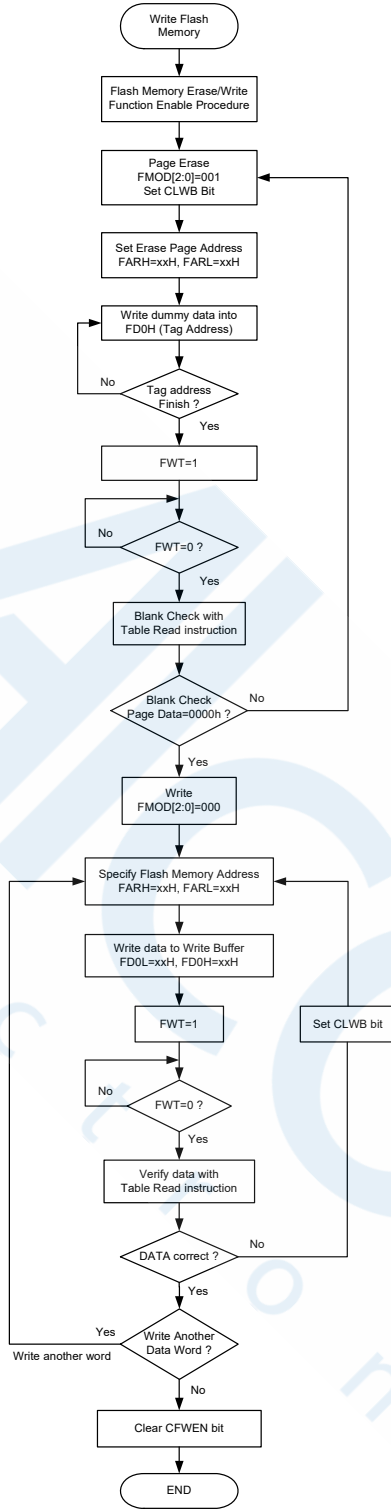 Write Flash
Memory
Flash Memory Erase/Write
Function Enable Procedure
Page Erase
FMOD[2:0]=001
Set CLWB Bit
Set Erase Page Address
FARH=xxH, FARL=xxH
Write dummy data into
FD0H (Tag Address)
No
Tag address
Finish ?
Yes
FWT=1
No
FWT=0 ?
Yes
Blank Check with
Table Read instruction
Blank Check
Page Data=0000h ?
No
Yes
Write
FMOD[2:0]=000
Specify Flash Memory Address
FARH=xxH, FARL=xxH
Write data to Write Buffer
FD0L=xxH, FD0H=xxH
FWT=1
Set CLWB bit
No
FWT=0 ?
Yes
Verify data with
Table Read instruction
DATA correct ?
No
Yes
Yes
Write another word
Write Another
Data Word ?
No
Clear CFWEN bit
END